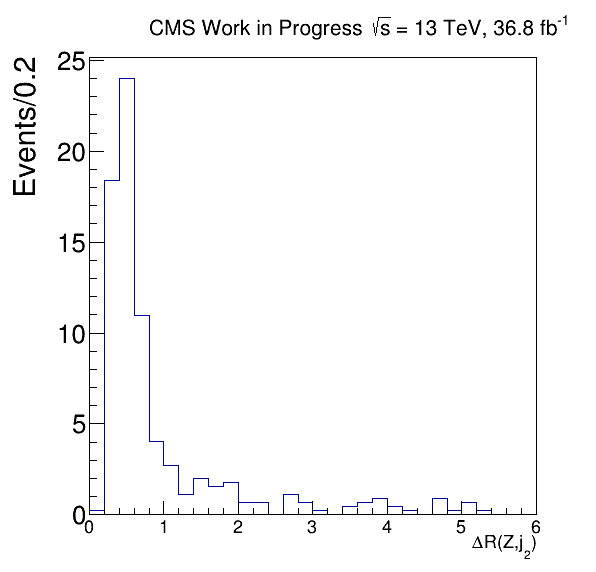 CMS Work in Progress √s = 13 TeV, 36.8 fb⁻¹
Events/0.2
25
20
15
10
5
0
0 1 2 3 4 5 6
ΔR(Z,j₂)